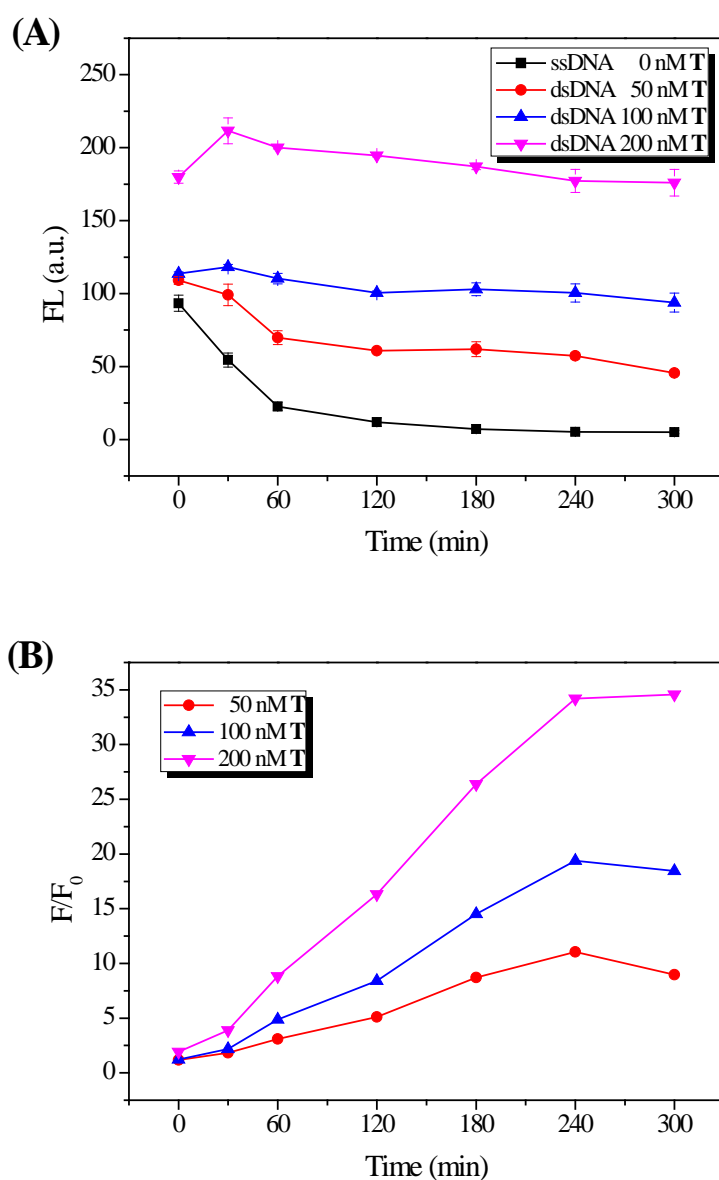 (A)
250
200
150
100
50
0
FL (a.u.)
ssDNA 0 nM T
dsDNA 50 nM T
dsDNA 100 nM T
dsDNA 200 nM T
0 60 120 180 240 300
Time (min)
(B)
35
30
25
20
15
10
5
0
F/F0
50 nM T
100 nM T
200 nM T
0 60 120 180 240 300
Time (min)